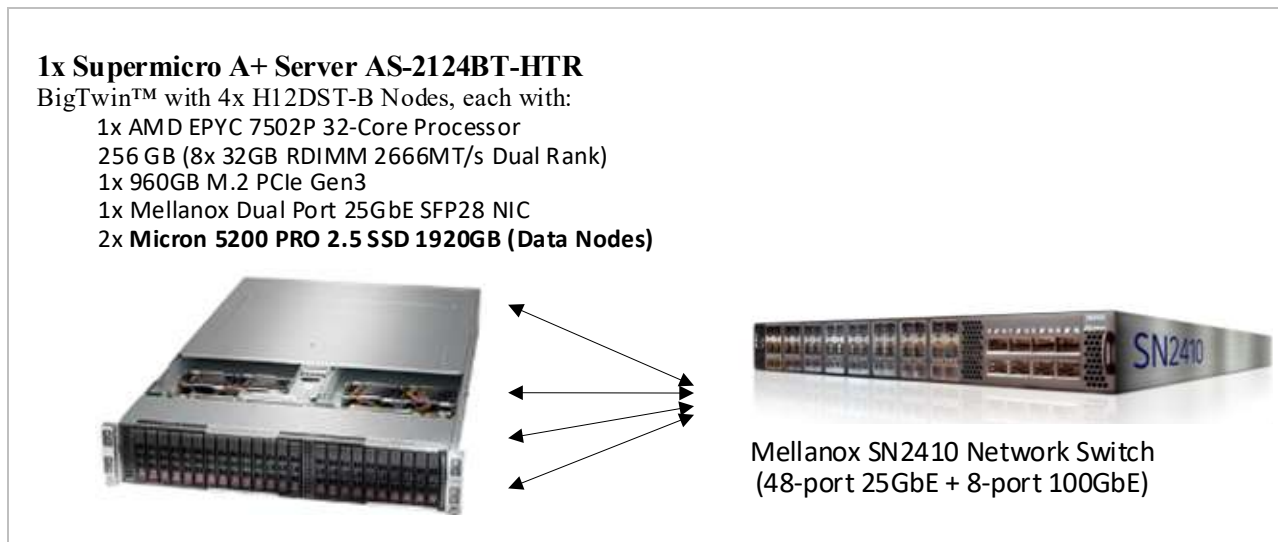 1x Supermicro A+ Server AS-2124BT-HTR
BigTwin™ with 4x H12DST-B Nodes, each with:
1x AMD EPYC 7502P 32-Core Processor
256 GB (8x 32GB RDIMM 2666MT/s Dual Rank)
1x 960GB M.2 PCIe Gen3
1x Mellanox Dual Port 25GbE SFP28 NIC
2x Micron 5200 PRO 2.5 SSD 1920GB (Data Nodes)
SN2410
Mellanox SN2410 Network Switch
(48-port 25GbE + 8-port 100GbE)